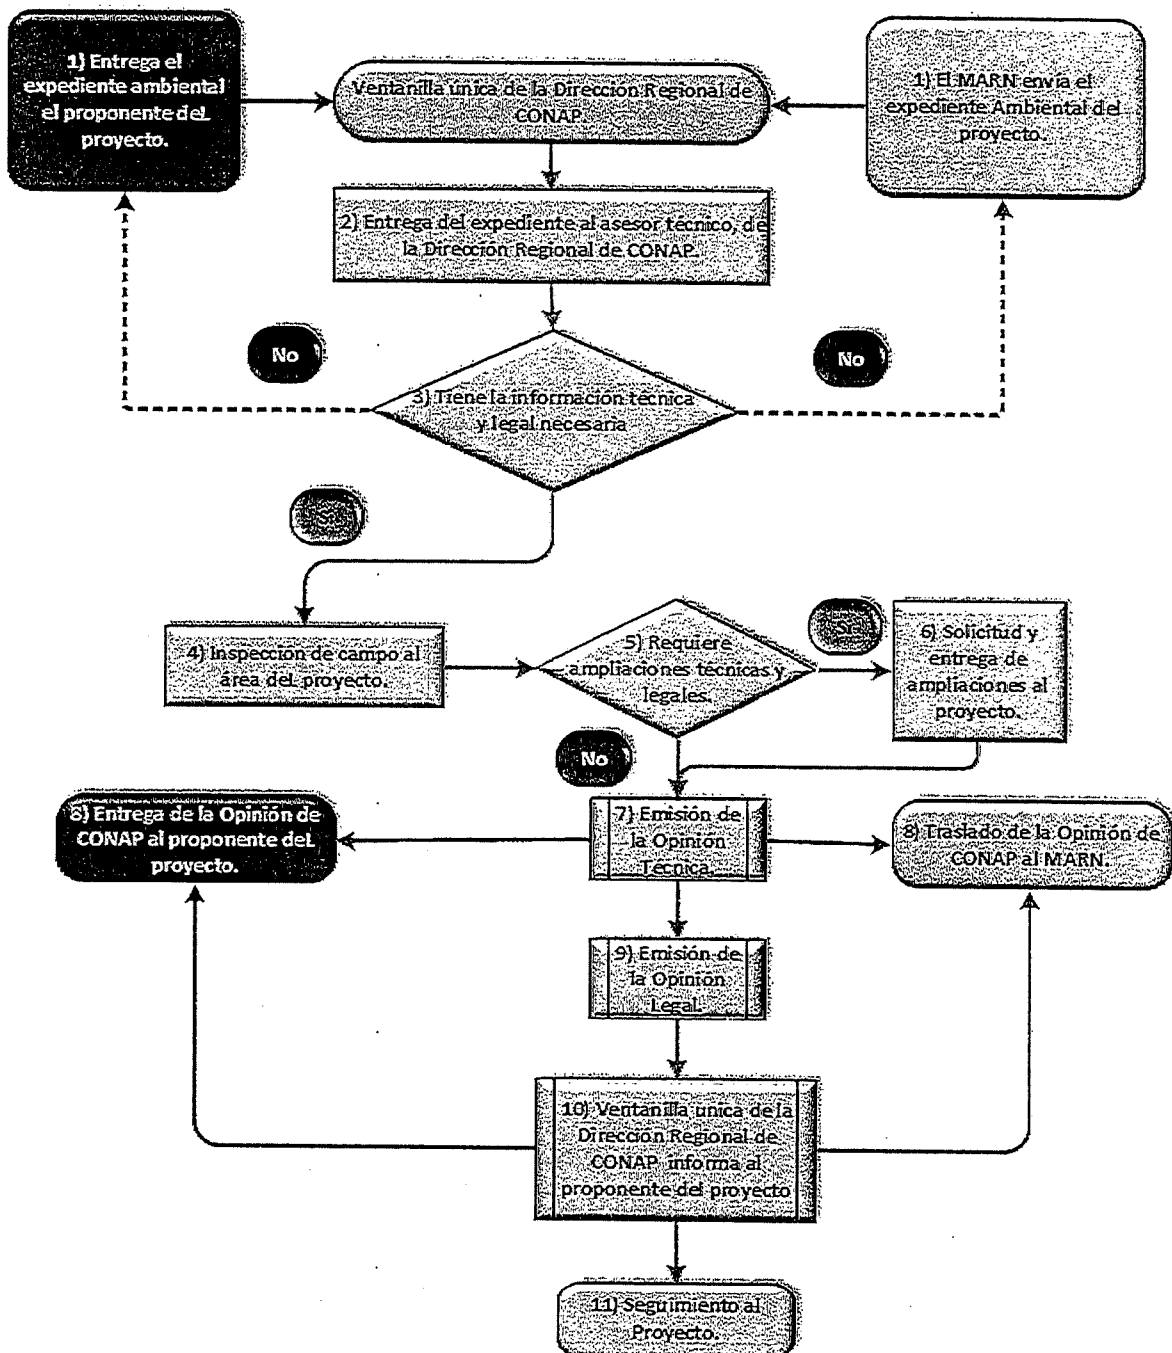 1) Entrega el
expediente ambiental
el proponente deL
proyecto.
Ventanilla única de la Dirección Regional de
CONAP.
1) El MARN envía el
expediente Ambiental del
proyecto.
2) Entrega del expediente al asesor técnico, de
la Dirección Regional de CONAP.
No
No
3) Tiene la información técnica
y legal necesaria
4) Inspección de campo al
área deL proyecto.
5) Requiere
ampliaciones técnicas y
legales.
6) Solicitud y
entrega de
ampliaciones al
proyecto.
No
8) Entrega de la Opinión de
CONAP al proponente deL
proyecto.
7) Emisión de
la Opinión
Técnica.
8) Traslado de la Opinión de
CONAP al MARN.
9) Emisión de
la Opinión
Legal.
10) Ventanilla única de la
Dirección Regional de
CONAP informa al
proponente del proyecto
11) Seguimiento al
Proyecto.